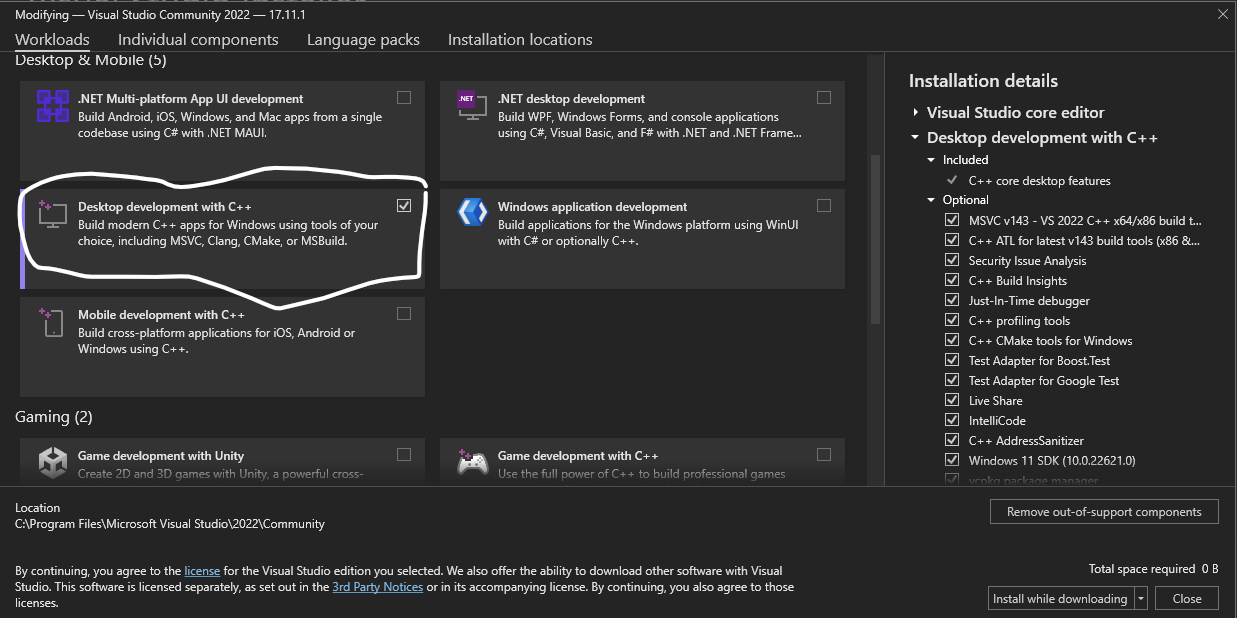 Modifying — Visual Studio Community 2022 — 17.11.1
Workloads Individual components Language packs Installation locations
Desktop & Mobile (5)
.NET Multi-platform App UI development
Build Android, iOS, Windows, and Mac apps from a single
codebase using C# with .NET MAUI.
.NET
.NET desktop development
Build WPF, Windows Forms, and console applications
using C#, Visual Basic, and F# with .NET and .NET Frame...
Desktop development with C++
Build modern C++ apps for Windows using tools of your
choice, including MSVC, Clang, CMake, or MSBuild.
Windows application development
Build applications for the Windows platform using WinUI
with C# or optionally C++.
Mobile development with C++
Build cross-platform applications for iOS, Android or
Windows using C++.
Gaming (2)
Game development with Unity
Create 2D and 3D games with Unity, a powerful cross-
Game development with C++
Use the full power of C++ to build professional games
Installation details
Visual Studio core editor
Desktop development with C++
Included
C++ core desktop features
Optional
MSVC v143 - VS 2022 C++ x64/x86 build t...
C++ ATL for latest v143 build tools (x86 &...
Security Issue Analysis
C++ Build Insights
Just-In-Time debugger
C++ profiling tools
C++ CMake tools for Windows
Test Adapter for Boost.Test
Test Adapter for Google Test
Live Share
IntelliCode
C++ AddressSanitizer
Windows 11 SDK (10.0.22621.0)
vcpkg package manager
Location
C:\Program Files\Microsoft Visual Studio\2022\Community
Remove out-of-support components
By continuing, you agree to the license for the Visual Studio edition you selected. We also offer the ability to download other software with Visual
Studio. This software is licensed separately, as set out in the 3rd Party Notices or in its accompanying license. By continuing, you also agree to those
licenses.
Total space required 0 B
Install while downloading
Close